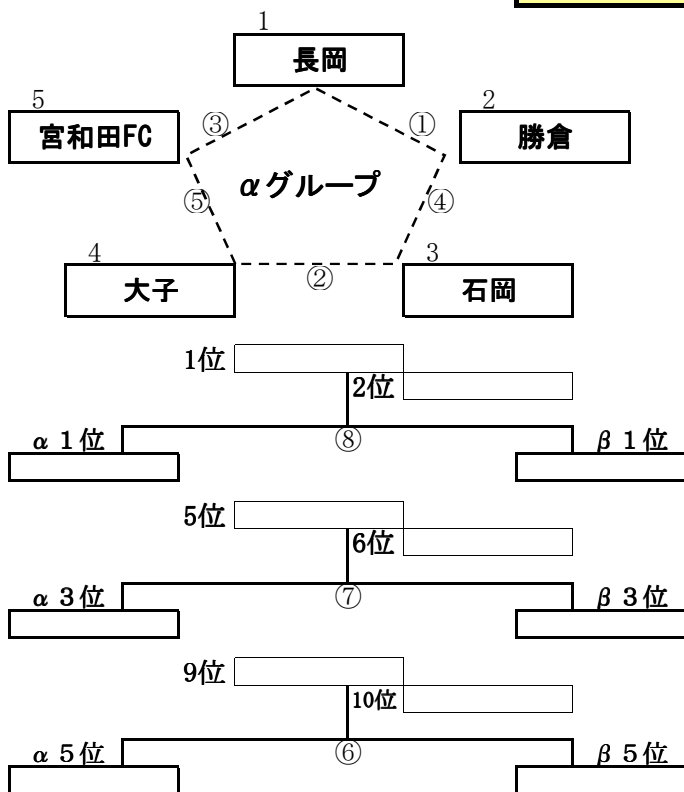 1
長岡
5
2
宮和田FC
③
①
勝倉
αグループ
⑤
④
4
3
大子
②
石岡
1位
2位
α 1位
⑧
β 1位
5位
6位
α 3位
⑦
β 3位
9位
10位
α 5位
⑥
β 5位